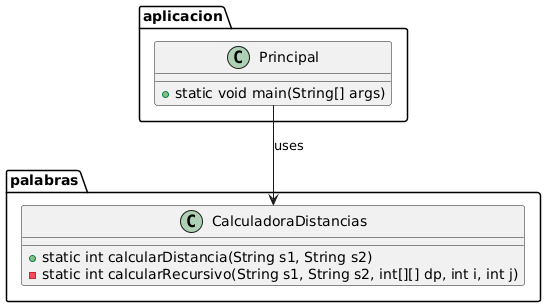 aplicacion
C Principal
static void main(String[] args)
uses
palabras
C CalculadoraDistancias
static int calcularDistancia(String s1, String s2)
static int calcularRecursivo(String s1, String s2, int[][] dp, int i, int j)